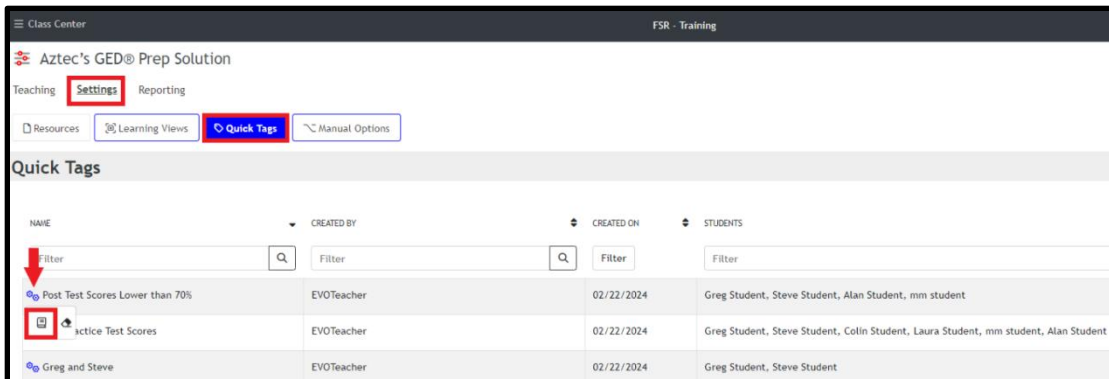 Class Center FSR - Training
Aztec's GED® Prep Solution
Teaching Settings Reporting
Resources Learning Views Quick Tags Manual Options
Quick Tags
NAME CREATED BY CREATED ON STUDENTS
Filter Filter Filter Filter
Post Test Scores Lower than 70% EVOTeacher 02/22/2024 Greg Student, Steve Student, Alan Student, mm student
actice Test Scores EVOTeacher 02/22/2024 Greg Student, Steve Student, Colin Student, Laura Student, mm student, Alan Student
Greg and Steve EVOTeacher 02/22/2024 Greg Student, Steve Student